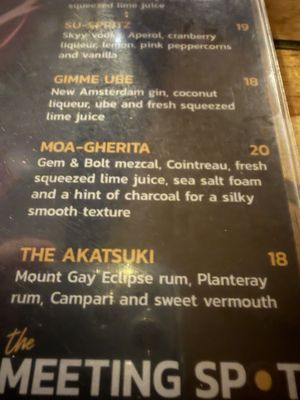 squeezed lime juice
SU-SPRITZ 19
Skyy vodka, Aperol, cranberry
liqueur, lemon, pink peppercorns
and vanilla
GIMME UBE 18
New Amsterdam gin, coconut
liqueur, ube and fresh squeezed
lime juice
MOA-GHERITA 20
Gem & Bolt mezcal, Cointreau, fresh
squeezed lime juice, sea salt foam
and a hint of charcoal for a silky
smooth texture
THE AKATSUKI 18
Mount Gay Eclipse rum, Planteray
rum, Campari and sweet vermouth
the
MEETING SPOT